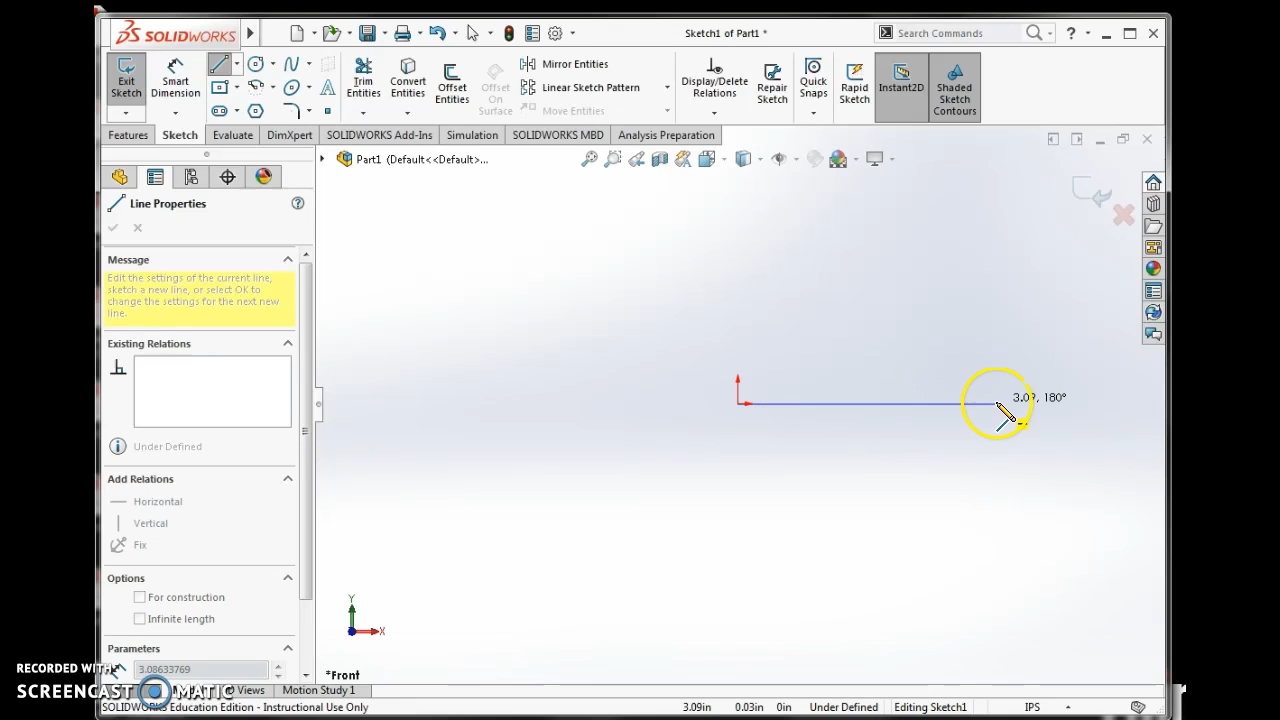 SOLIDWORKS
Sketch1 of Part1 *
Search Commands
Exit Sketch
Smart Dimension
Trim Entities
Convert Entities
Offset Entities
Offset On Surface
Mirror Entities
Linear Sketch Pattern
Move Entities
Display/Delete Relations
Repair Sketch
Quick Snaps
Rapid Sketch
Instant2D
Shaded Sketch Contours
Features
Sketch
Evaluate
DimXpert
SOLIDWORKS Add-Ins
Simulation
SOLIDWORKS MBD
Analysis Preparation
Part1 (Default<<Default>...
Line Properties
Message
Edit the settings of the current line,
sketch a new line, or select OK to
change the settings for the next new
line.
Existing Relations
Under Defined
Add Relations
Horizontal
Vertical
Fix
Options
For construction
Infinite length
Parameters
3.08633769
3.09, 180°
Y
X
*Front
RECORDED WITH
SCREENCAST MATIC
Views
Motion Study 1
SOLIDWORKS Education Edition - Instructional Use Only
3.09in
0.03in
0in
Under Defined
Editing Sketch1
IPS